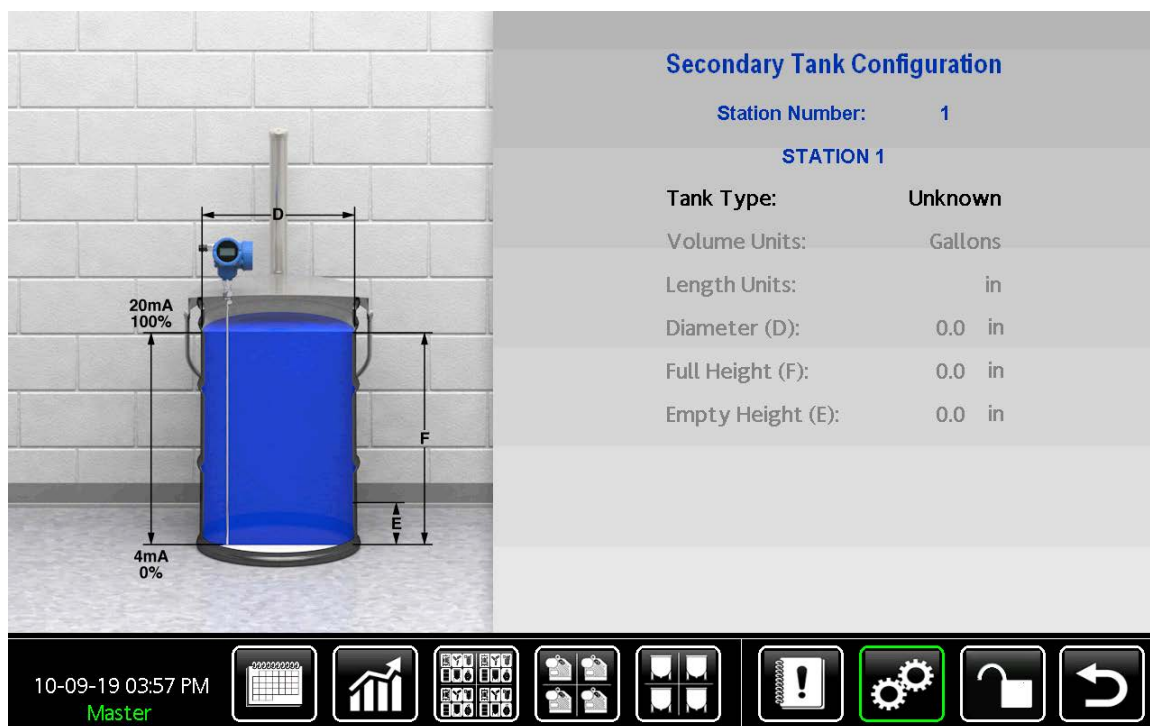 Secondary Tank Configuration
Station Number: 1
STATION 1
Tank Type: Unknown
Volume Units: Gallons
Length Units: in
Diameter (D): 0.0 in
Full Height (F): 0.0 in
Empty Height (E): 0.0 in
D
20mA
100%
F
E
4mA
0%
10-09-19 03:57 PM
Master